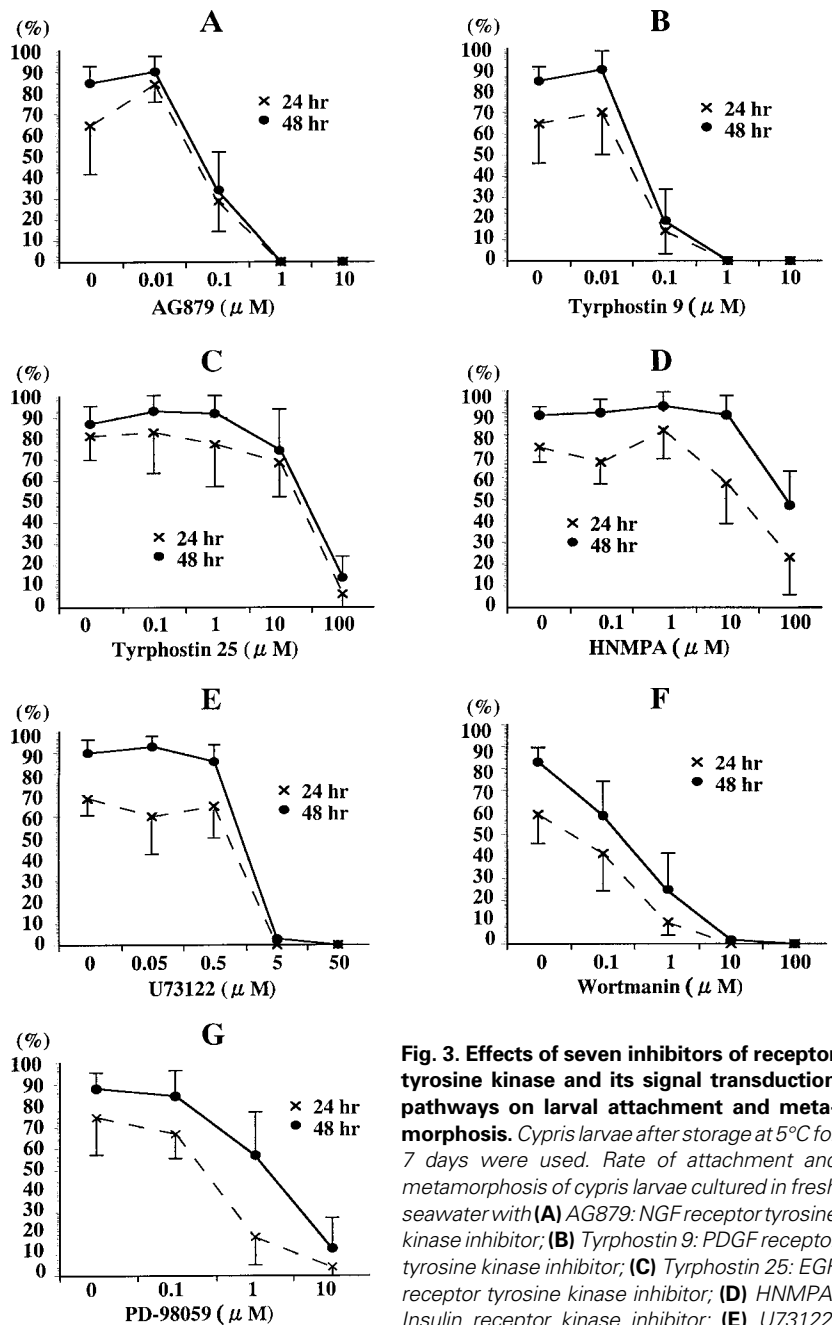 A
(%)
100
90
80
70
60
50
40
30
20
10
0
24 hr
48 hr
0 0.01 0.1 1 10
AG879 (μ M)
B
(%)
100
90
80
70
60
50
40
30
20
10
0
24 hr
48 hr
0 0.01 0.1 1 10
Tyrphostin 9 (μ M)
C
(%)
100
90
80
70
60
50
40
30
20
10
0
24 hr
48 hr
0 0.1 1 10 100
Tyrphostin 25 (μ M)
D
(%)
100
90
80
70
60
50
40
30
20
10
0
24 hr
48 hr
0 0.1 1 10 100
HNMPA (μ M)
E
(%)
100
90
80
70
60
50
40
30
20
10
0
24 hr
48 hr
0 0.05 0.5 5 50
U73122 (μ M)
F
(%)
100
90
80
70
60
50
40
30
20
10
0
24 hr
48 hr
0 0.1 1 10 100
Wortmanin (μ M)
G
(%)
100
90
80
70
60
50
40
30
20
10
0
24 hr
48 hr
0 0.1 1 10
PD-98059 (μ M)
Fig. 3. Effects of seven inhibitors of receptor
tyrosine kinase and its signal transduction
pathways on larval attachment and meta-
morphosis. Cypris larvae after storage at 5°C fo
7 days were used. Rate of attachment and
metamorphosis of cypris larvae cultured in fresh
seawater with (A) AG879: NGF receptor tyrosine
kinase inhibitor; (B) Tyrphostin 9: PDGF recepto
tyrosine kinase inhibitor; (C) Tyrphostin 25: EGF
receptor tyrosine kinase inhibitor; (D) HNMPA
Insulin receptor kinase inhibitor; (E) U73122